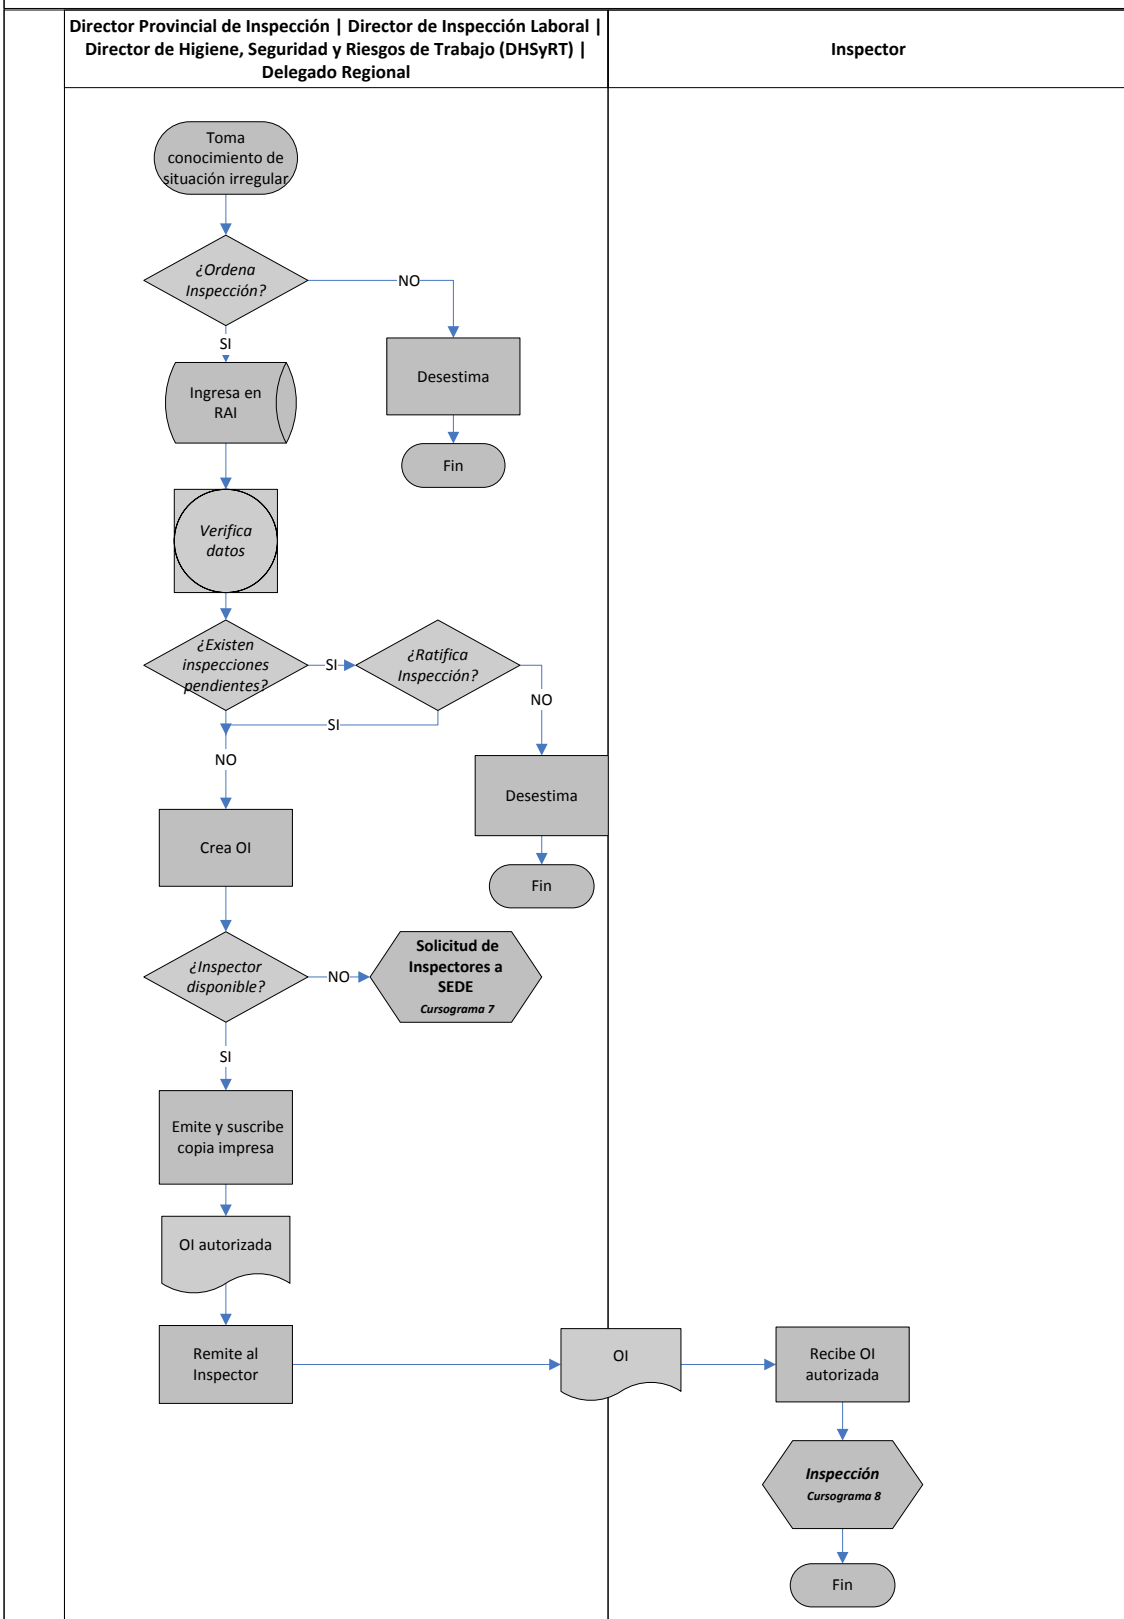 Director Provincial de Inspección | Director de Inspección Laboral |
Director de Higiene, Seguridad y Riesgos de Trabajo (DHSyRT) |
Delegado Regional
Inspector
Toma
conocimiento de
situación irregular
¿Ordena
Inspección?
NO
SI
Desestima
Ingresa en
RAI
Fin
Verifica
datos
¿Existen
inspecciones
pendientes?
SI
¿Ratifica
Inspección?
NO
SI
NO
Desestima
Crea OI
Fin
¿Inspector
disponible?
NO
Solicitud de
Inspectores a
SEDE
Cursograma 7
SI
Emite y suscribe
copia impresa
OI autorizada
Remite al
Inspector
OI
Recibe OI
autorizada
Inspección
Cursograma 8
Fin